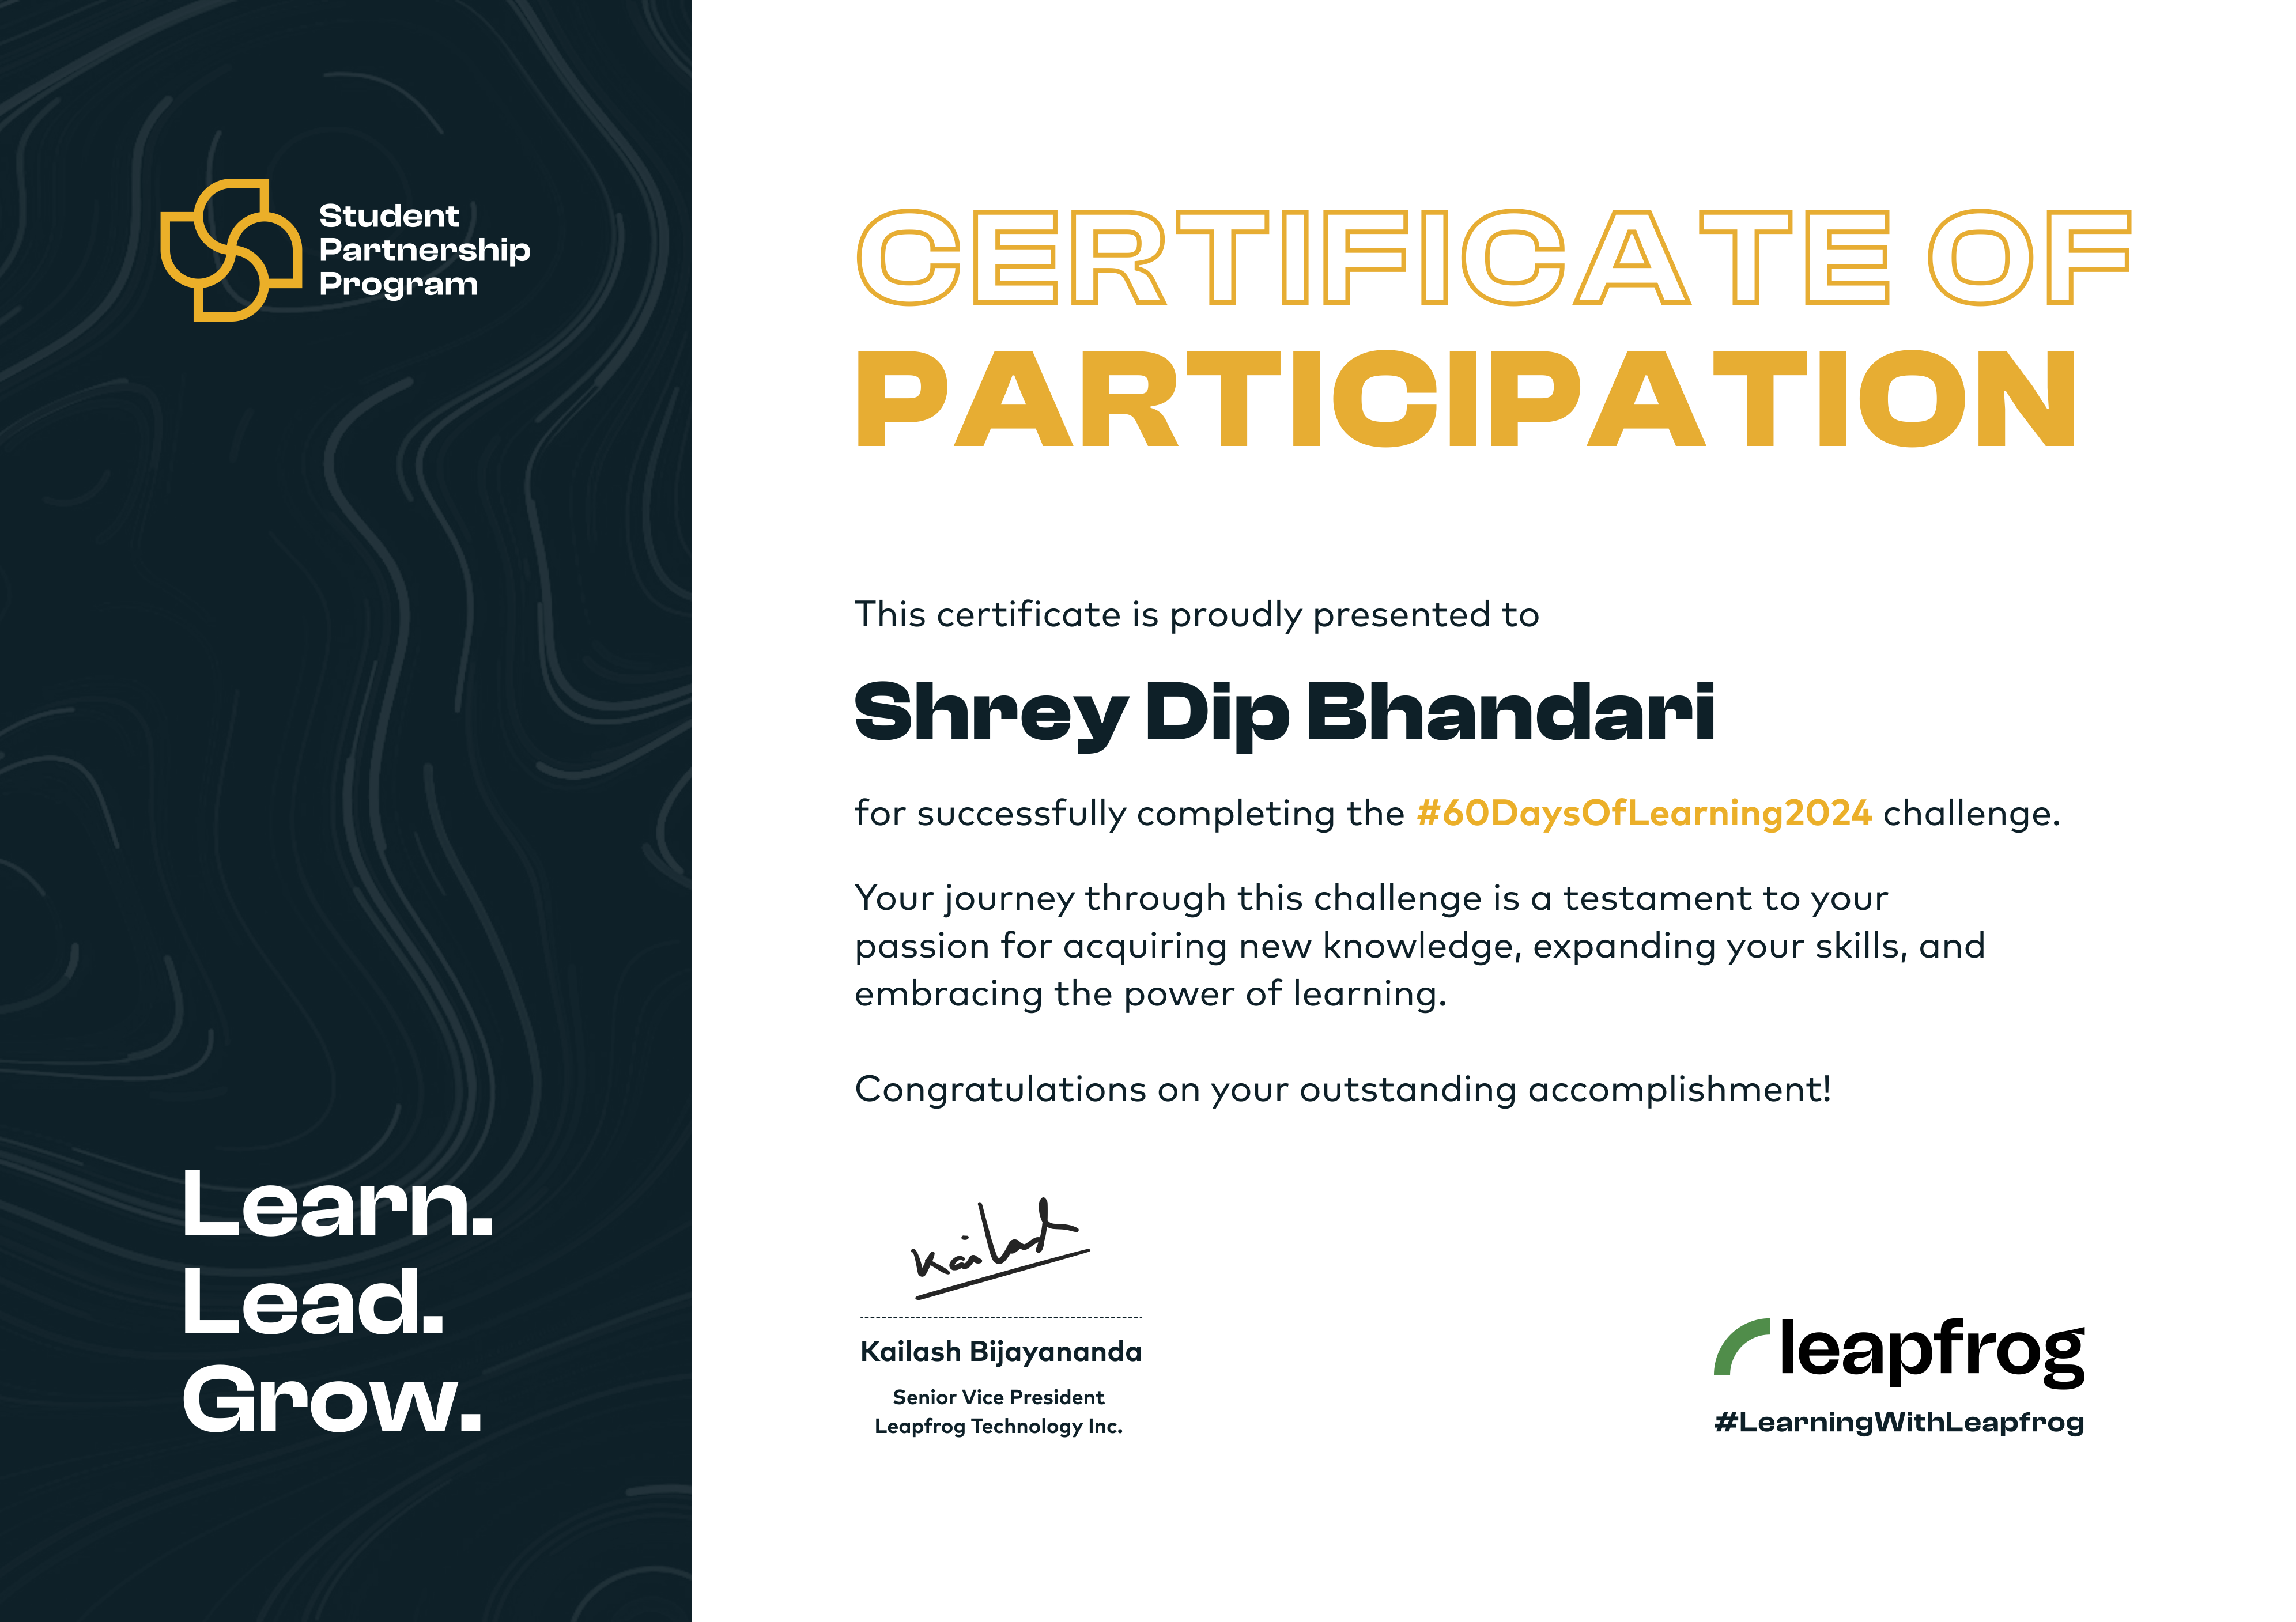 Student
Partnership
Program
Learn.
Lead.
Grow.
CERTIFICATE OF
PARTICIPATION
This certificate is proudly presented to
Shrey Dip Bhandari
for successfully completing the #60DaysOfLearning2024 challenge.
Your journey through this challenge is a testament to your
passion for acquiring new knowledge, expanding your skills, and
embracing the power of learning.
Congratulations on your outstanding accomplishment!
Kailash
Kailash Bijayananda
Senior Vice President
Leapfrog Technology Inc.
leapfrog
#LearningWithLeapfrog